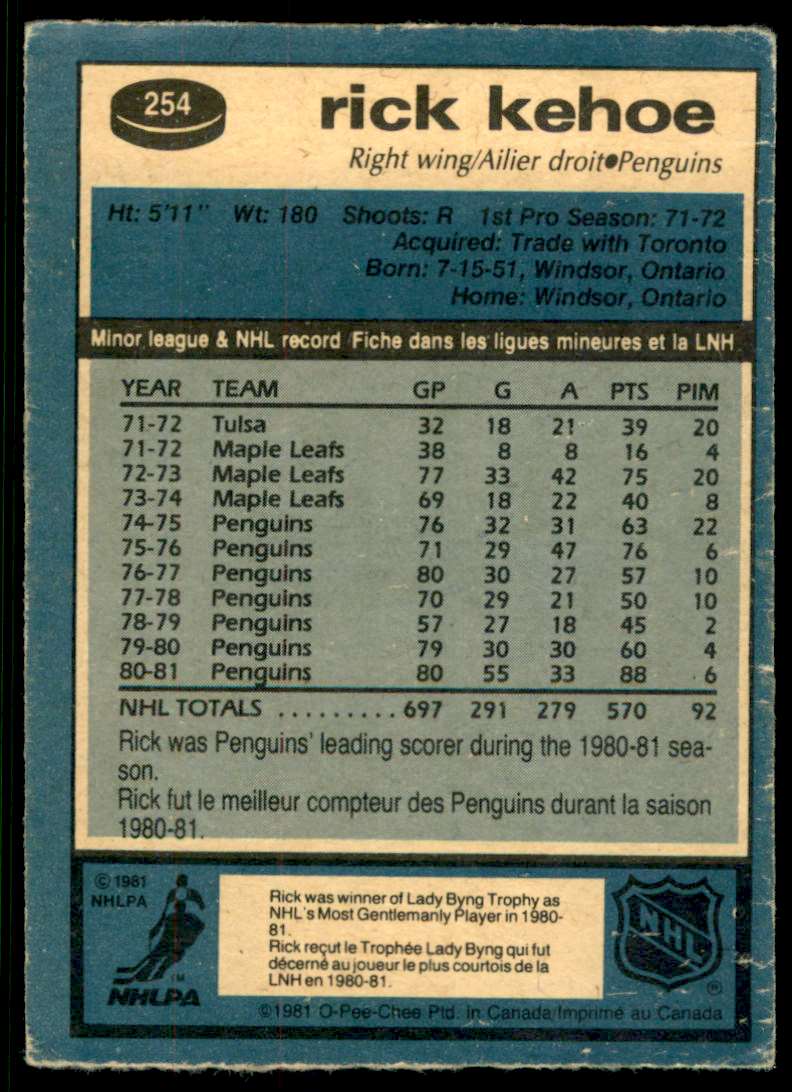 254
rick kehoe
Right wing/Ailier droit•Penguins
Ht: 5'11" Wt: 180 Shoots: R 1st Pro Season: 71-72
Acquired: Trade with Toronto
Born: 7-15-51, Windsor, Ontario
Home: Windsor, Ontario
Minor league & NHL record/Fiche dans les ligues mineures et la LNH
YEAR TEAM GP G A PTS PIM
71-72 Tulsa 32 18 21 39 20
71-72 Maple Leafs 38 8 8 16 4
72-73 Maple Leafs 77 33 42 75 20
73-74 Maple Leafs 69 18 22 40 8
74-75 Penguins 76 32 31 63 22
75-76 Penguins 71 29 47 76 6
76-77 Penguins 80 30 27 57 10
77-78 Penguins 70 29 21 50 10
78-79 Penguins 57 27 18 45 2
79-80 Penguins 79 30 30 60 4
80-81 Penguins 80 55 33 88 6
NHL TOTALS .........697 291 279 570 92
Rick was Penguins' leading scorer during the 1980-81 sea-
son.
Rick fut le meilleur compteur des Penguins durant la saison
1980-81.
© 1981
NHLPA
NHLPA
TM
Rick was winner of Lady Byng Trophy as
NHL's Most Gentlemanly Player in 1980-
81.
Rick reçut le Trophée Lady Byng qui fut
décerné au joueur le plus courtois de la
LNH en 1980-81.
NHL
®
©1981 O-Pee-Chee Ptd. in Canada/Imprimé au Canada